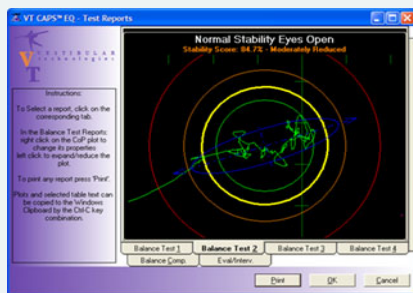 VT CAPS™ EQ - Test Reports
VT
VESTIBULAR
technologies
Instructions:
To Select a report, click on the
corresponding tab.
In the Balance Test Reports:
right click on the CoP plot to
change its properties
left click to expand/reduce the
plot.
To print any report press 'Print'.
Plots and selected table text can
be copied to the Windows
Clipboard by the Ctrl-C key
combination.
Normal Stability Eyes Open
Stability Score: 84.7% - Moderately Reduced
Balance Test 1
Balance Test 2
Balance Test 3
Balance Test 4
Balance Comp.
Eval/Interv.
Print
OK
Cancel